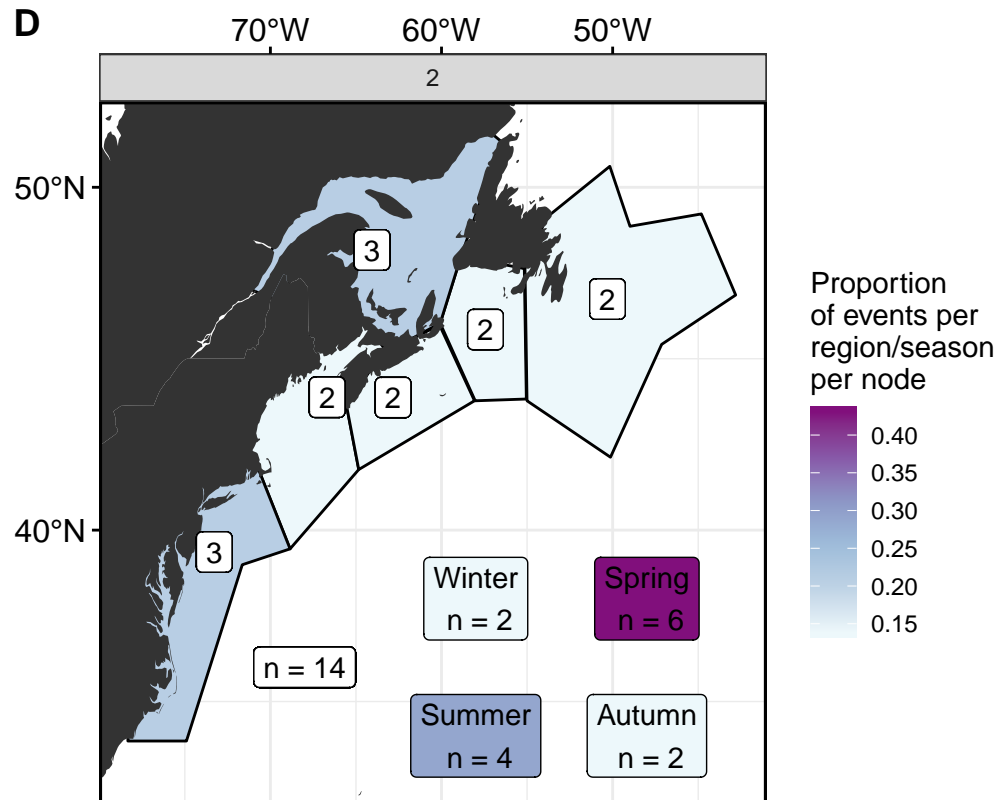 D
70°W 60°W 50°W
2
50°N
40°N
3
2
2
2
2
3
n = 14
Winter
n = 2
Spring
n = 6
Summer
n = 4
Autumn
n = 2
Proportion
of events per
region/season
per node
0.40
0.35
0.30
0.25
0.20
0.15